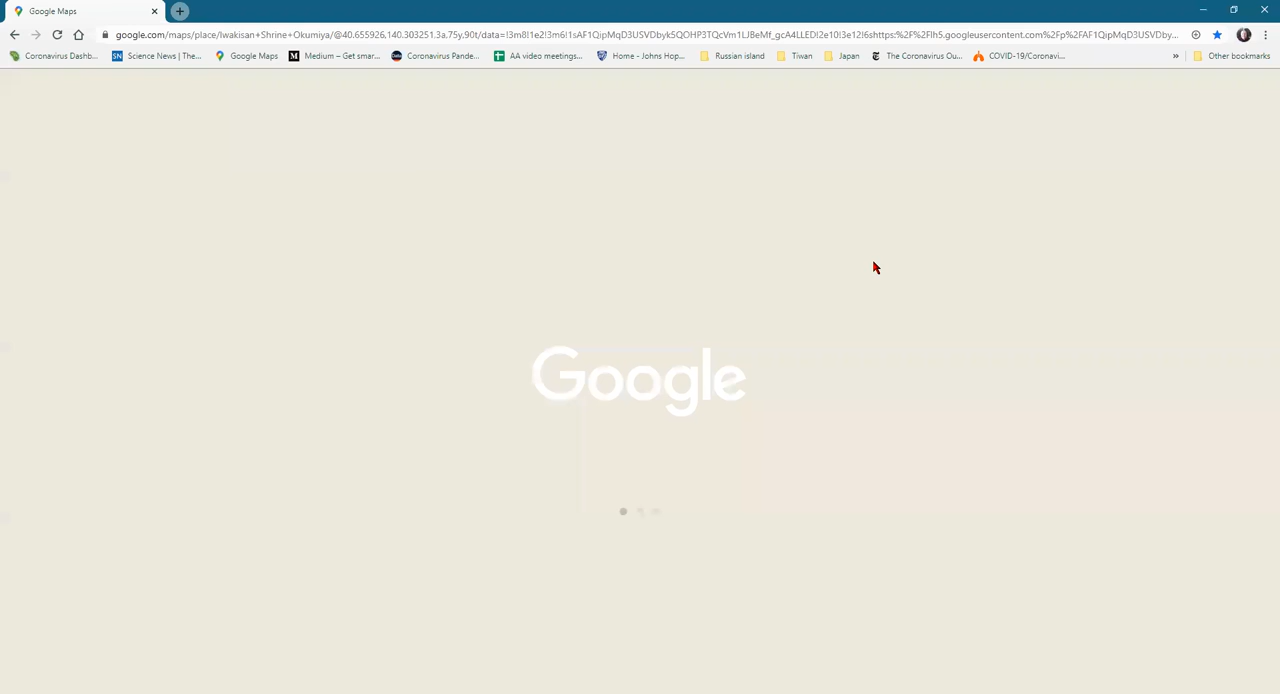 Google Maps
google.com/maps/place/Iwakisan+Shrine+Okumiya/@40.655926,140.303251,3a,75y,90t/data=!3m8!1e2!3m6!1sAF1QipMqD3USVDbyk5QOHP3TQcVm1LJBeMf_gcA4LLED!2e10!3e12!6shttps:%2F%2Flh5.googleusercontent.com%2Fp%2FAF1QipMqD3USVDby...
Coronavirus Dashb... Science News | The... Google Maps Medium – Get smar... Coronavirus Pande... AA video meetings... Home - Johns Hop... Russian island Tiwan Japan The Coronavirus Ou... COVID-19/Coronavi... » Other bookmarks
Google